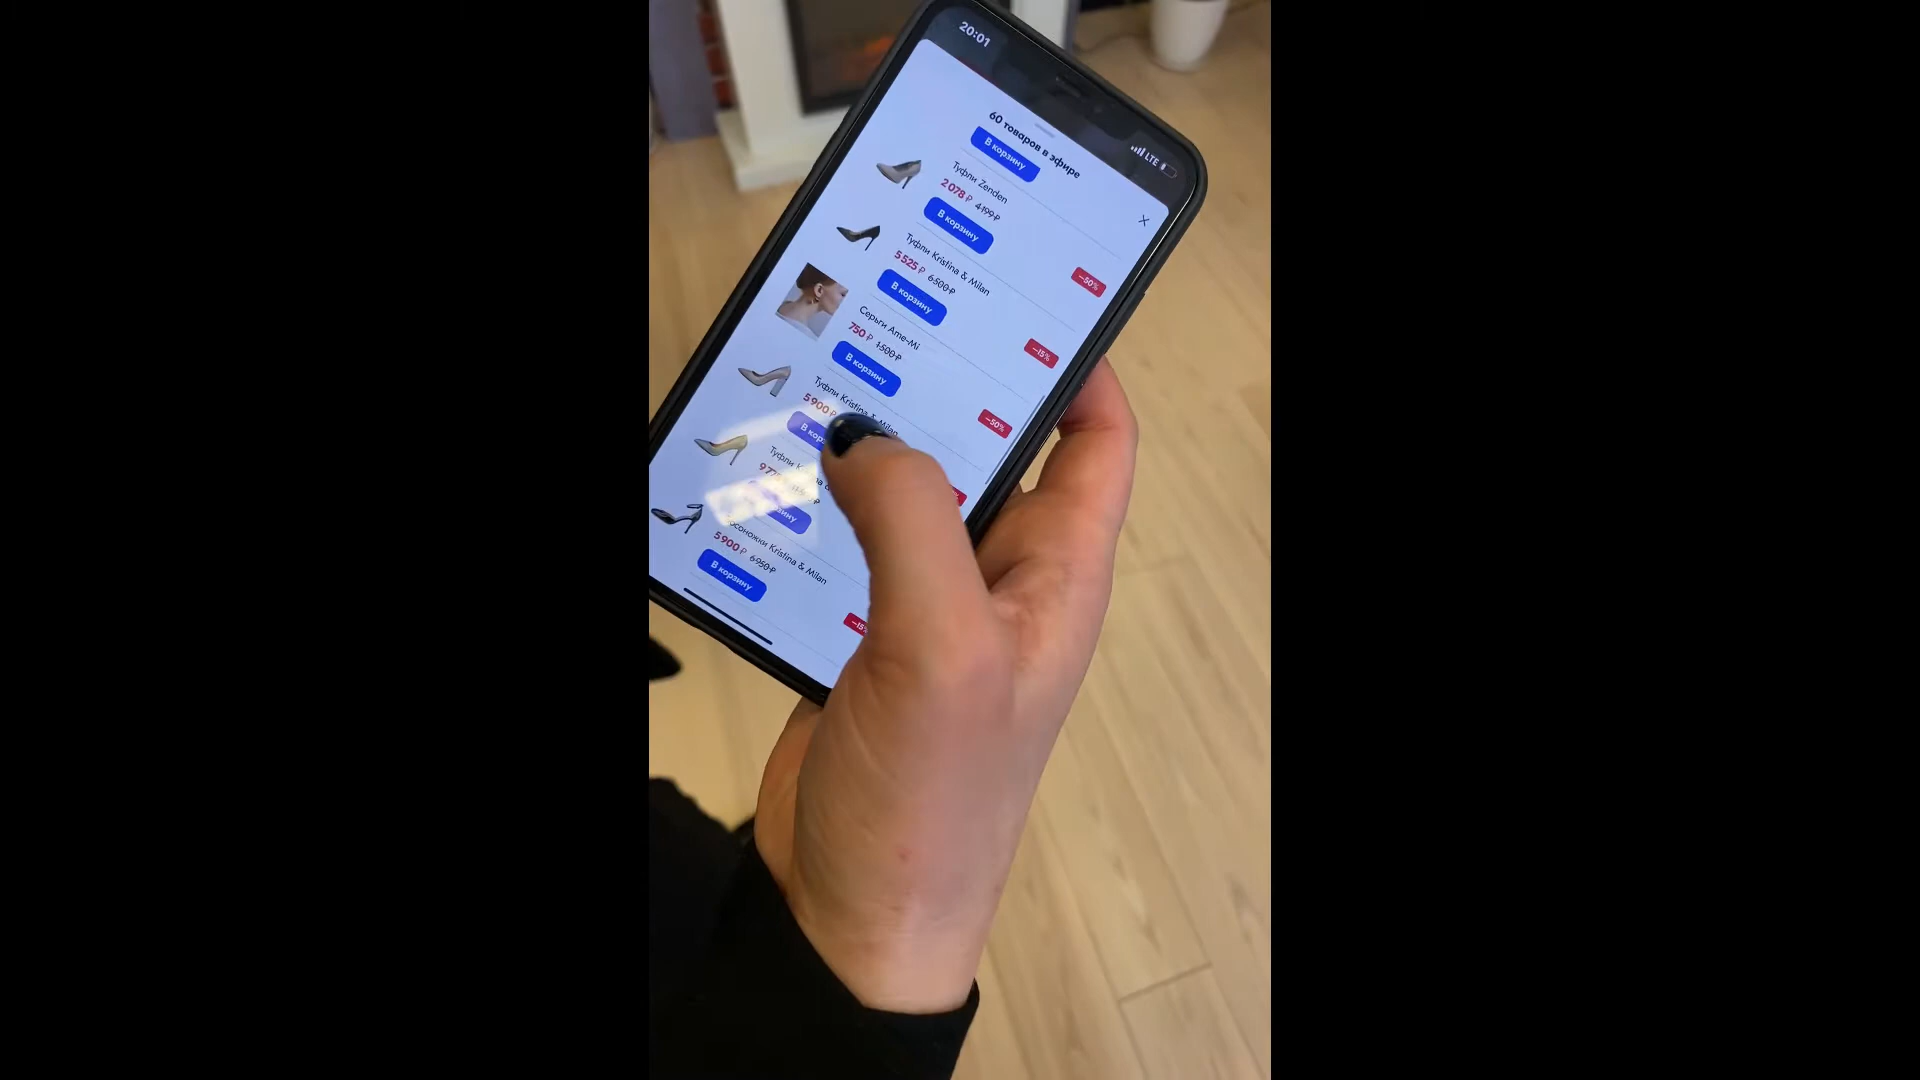 20:01
LTE
60 товаров в эфире
В корзину
Туфли Zenden
2 078 ₽ 4 199 ₽
В корзину
−50%
Туфли Kristina & Milan
5 525 ₽ 6 500 ₽
В корзину
−15%
Серьги Ame-Mi
750 ₽ 1 500 ₽
В корзину
−50%
Туфли Kristina & Milan
5 900 ₽
Туфли
5 900 ₽ 6 950 ₽
Kristina & Milan
В корзину
−15%